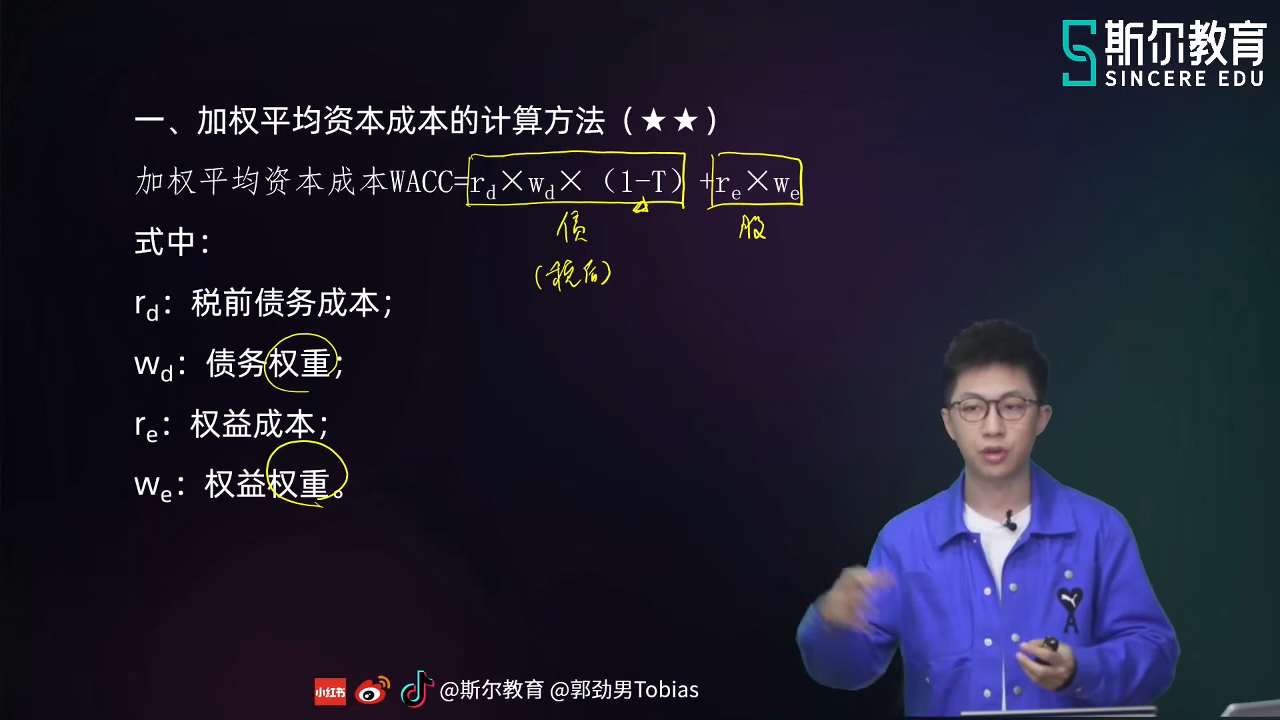 斯尔教育
SINCERE EDU
一、加权平均资本成本的计算方法（★★）
加权平均资本成本WACC=rd×wd×（1-T）+re×we
债
股
（税后）
式中：
rd：税前债务成本；
wd：债务权重；
re：权益成本；
we：权益权重。
小红书
@斯尔教育 @郭劲男Tobias